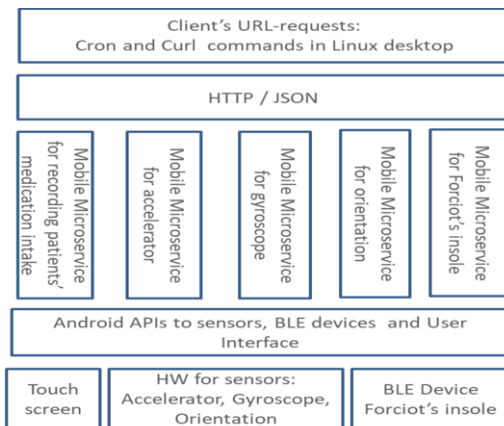 Client's URL-requests:
Cron and Curl commands in Linux desktop
HTTP / JSON
Mobile Microservice
for recording patients'
medication intake
Mobile Microservice
for accelerator
Mobile Microservice
for gyroscope
Mobile Microservice
for orientation
Mobile Microservice
for Forciot's insole
Android APIs to sensors, BLE devices and User
Interface
Touch
screen
HW for sensors:
Accelerator, Gyroscope,
Orientation
BLE Device
Forciot's insole